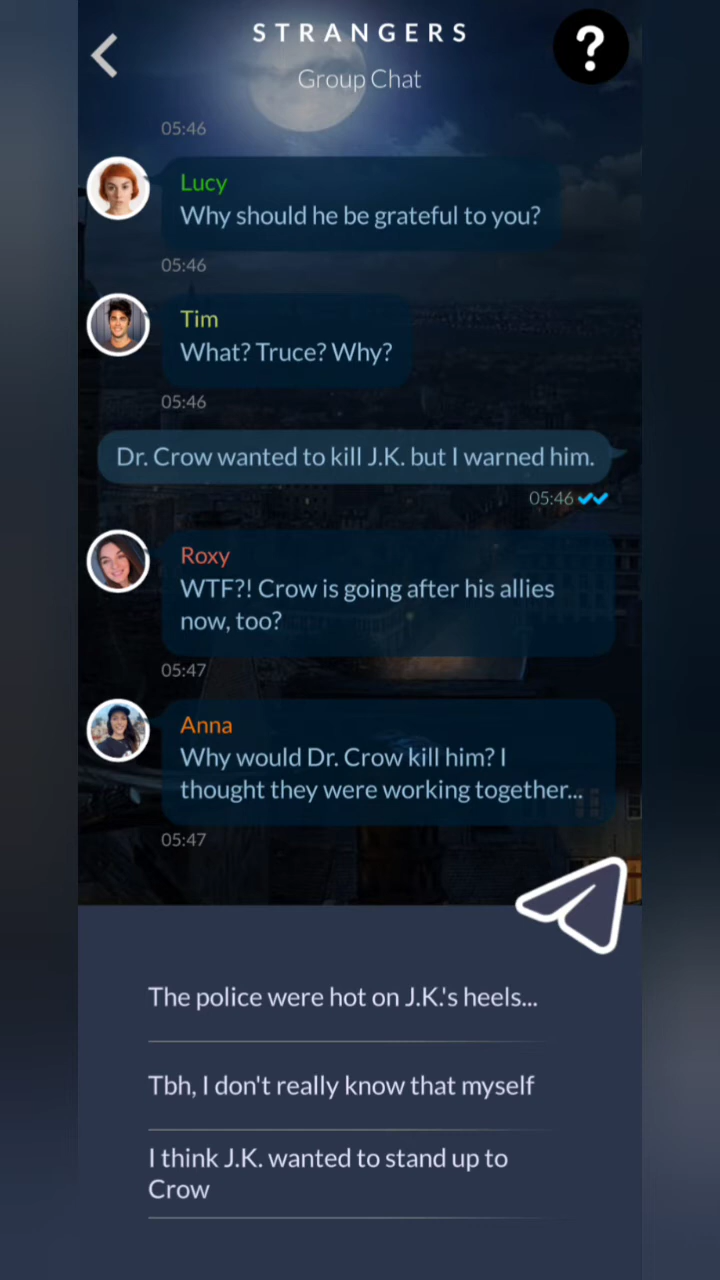 STRANGERS
?
Group Chat
05:46
Lucy
Why should he be grateful to you?
05:46
Tim
What? Truce? Why?
05:46
Dr. Crow wanted to kill J.K. but I warned him.
05:46
Roxy
WTF?! Crow is going after his allies
now, too?
05:47
Anna
Why would Dr. Crow kill him? I
thought they were working together...
05:47
The police were hot on J.K.'s heels...
Tbh, I don't really know that myself
I think J.K. wanted to stand up to
Crow